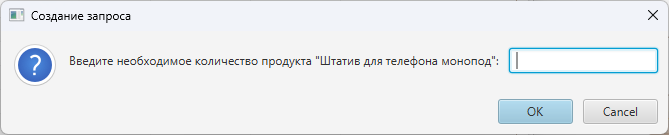 Создание запроса
Введите необходимое количество продукта "Штатив для телефона монопод":
OK
Cancel